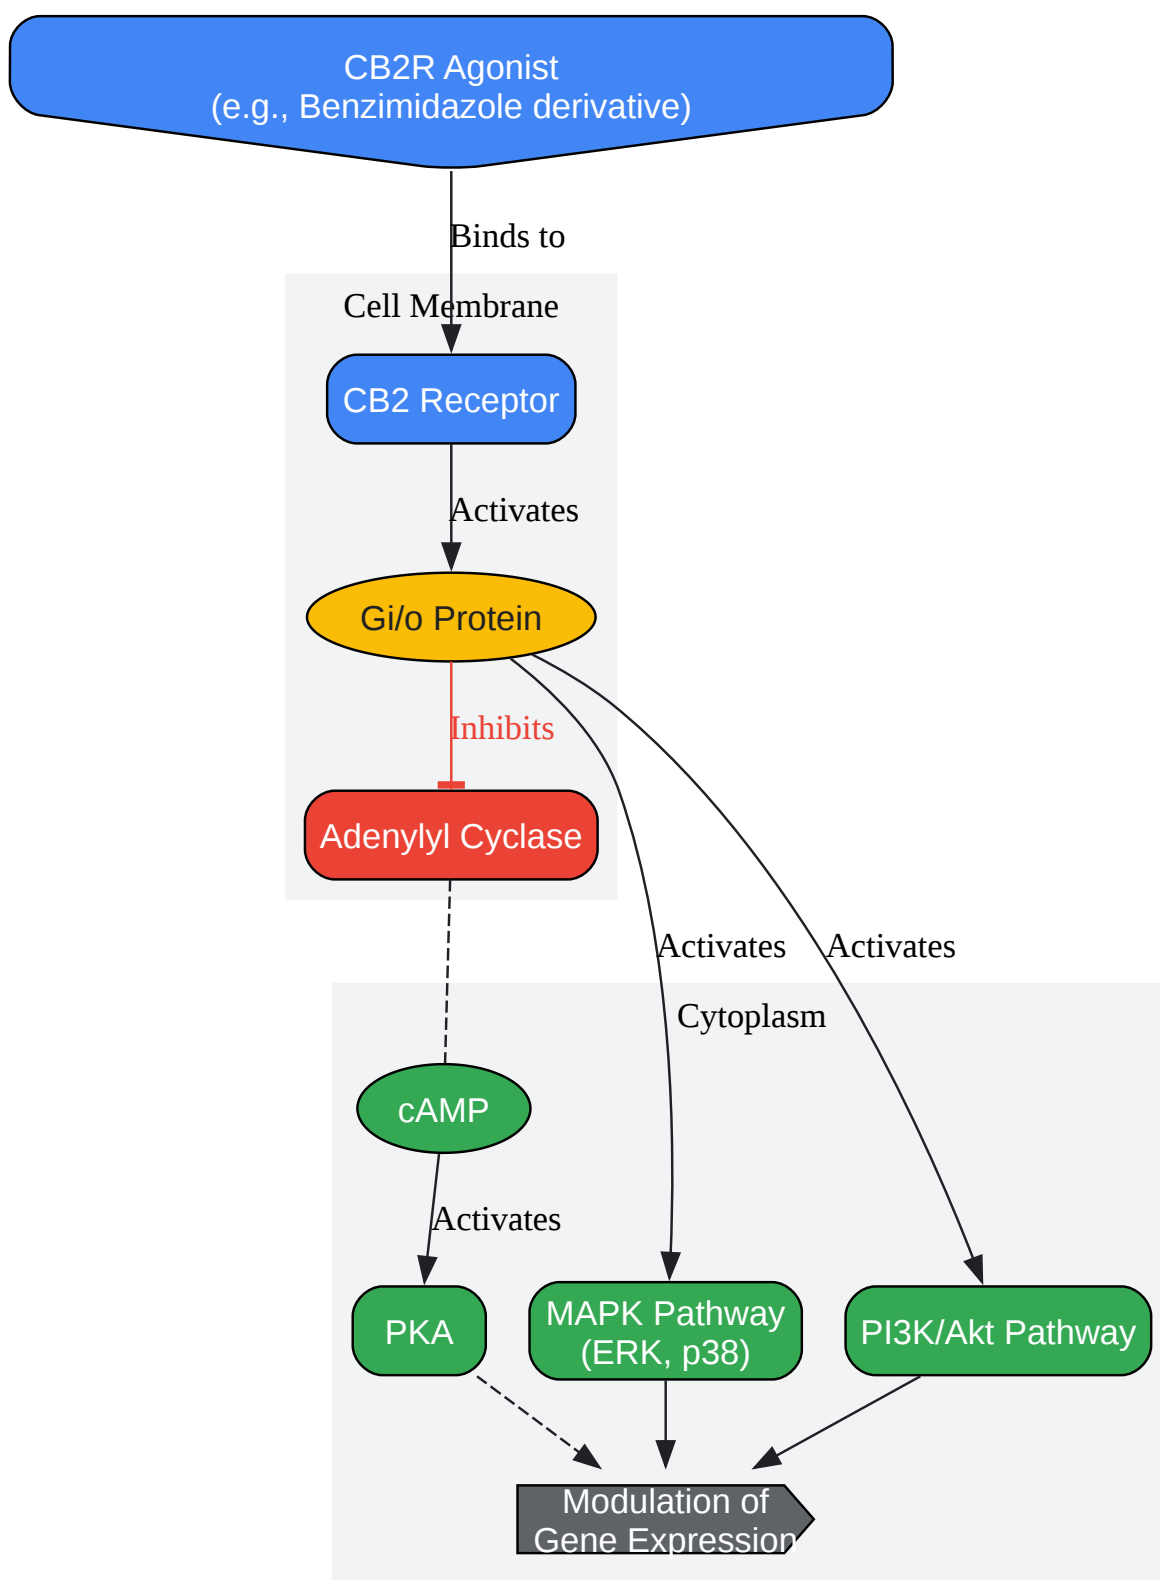 CB2R Agonist
(e.g., Benzimidazole derivative)
Binds to
Cell Membrane
CB2 Receptor
Activates
Gi/o Protein
Inhibits
Adenylyl Cyclase
Activates
Activates
Cytoplasm
cAMP
Activates
PKA
MAPK Pathway
(ERK, p38)
PI3K/Akt Pathway
Modulation of
Gene Expression